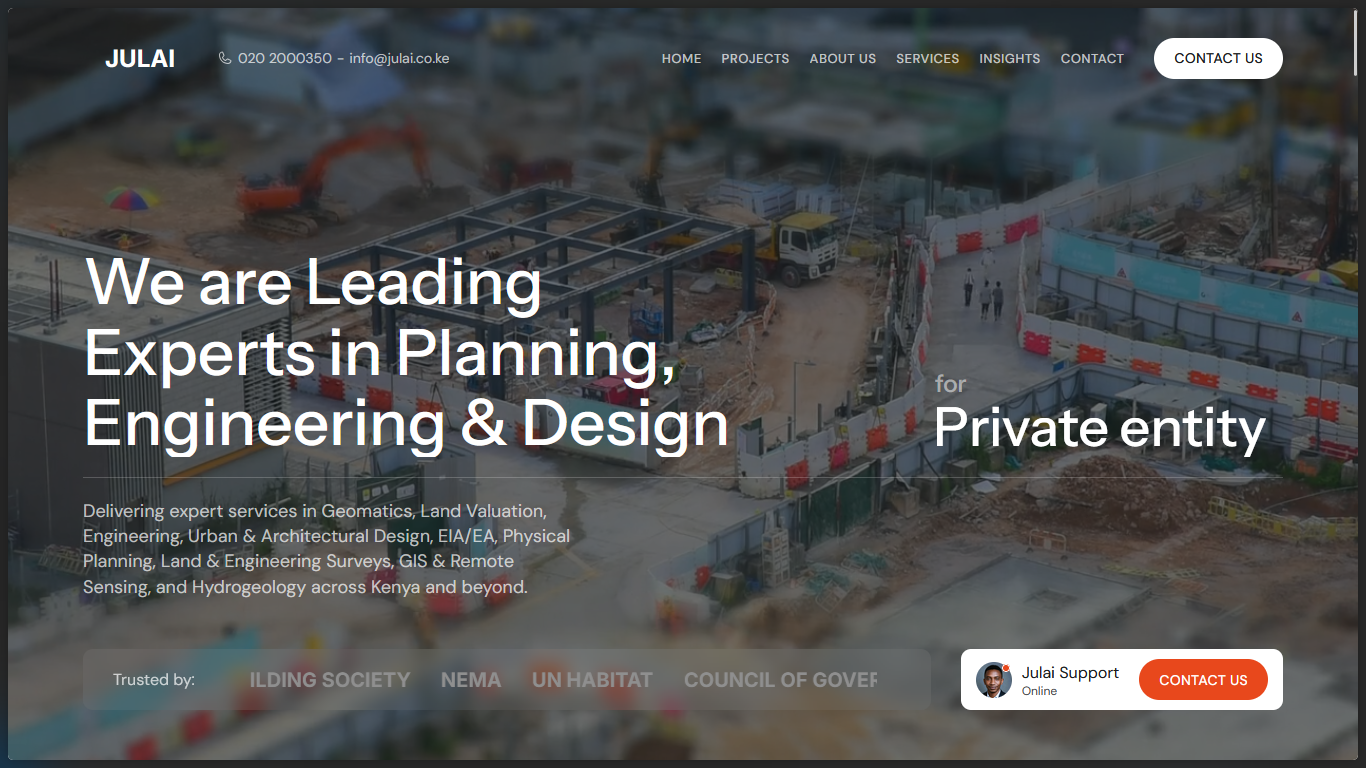 JULAI
020 2000350 - info@julai.co.ke
HOME PROJECTS ABOUT US SERVICES INSIGHTS CONTACT CONTACT US
We are Leading
Experts in Planning,
Engineering & Design
for
Private entity
Delivering expert services in Geomatics, Land Valuation,
Engineering, Urban & Architectural Design, EIA/EA, Physical
Planning, Land & Engineering Surveys, GIS & Remote
Sensing, and Hydrogeology across Kenya and beyond.
Trusted by: ILDING SOCIETY NEMA UN HABITAT COUNCIL OF GOVER
Julai Support
Online
CONTACT US